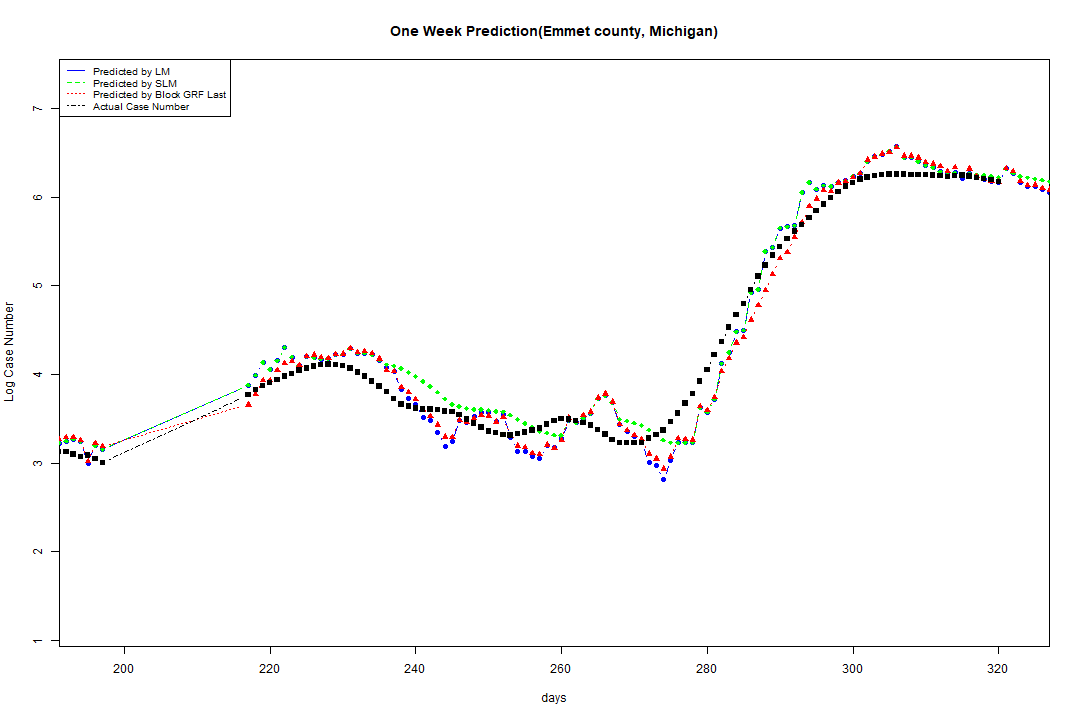 One Week Prediction(Emmet county, Michigan)
Predicted by LM
Predicted by SLM
Predicted by Block GRF Last
Actual Case Number
7
6
5
4
3
2
1
Log Case Number
200 220 240 260 280 300 320
days